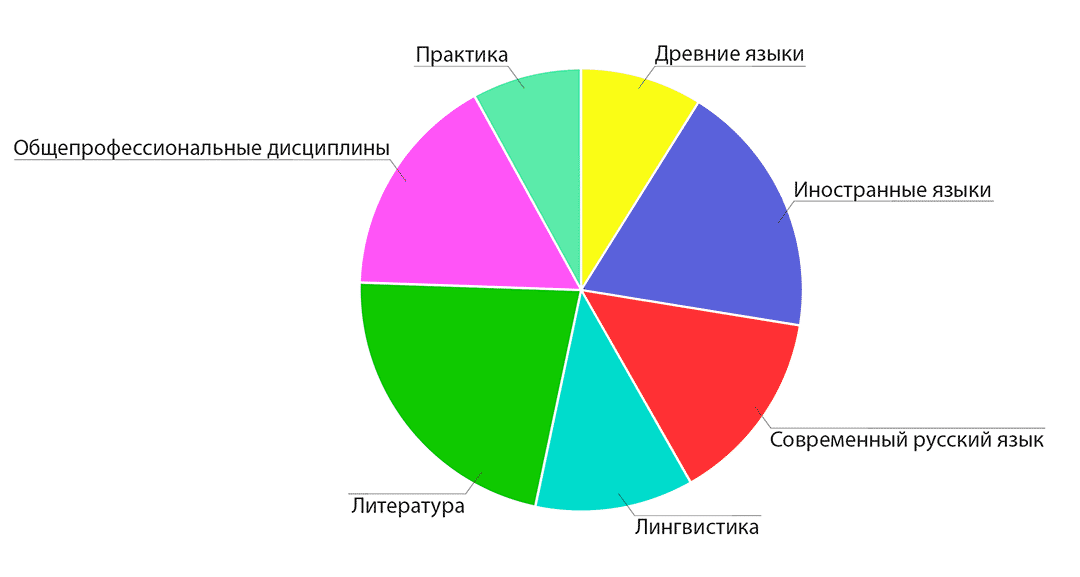 Практика
Древние языки
Общепрофессиональные дисциплины
Иностранные языки
Современный русский язык
Литература
Лингвистика